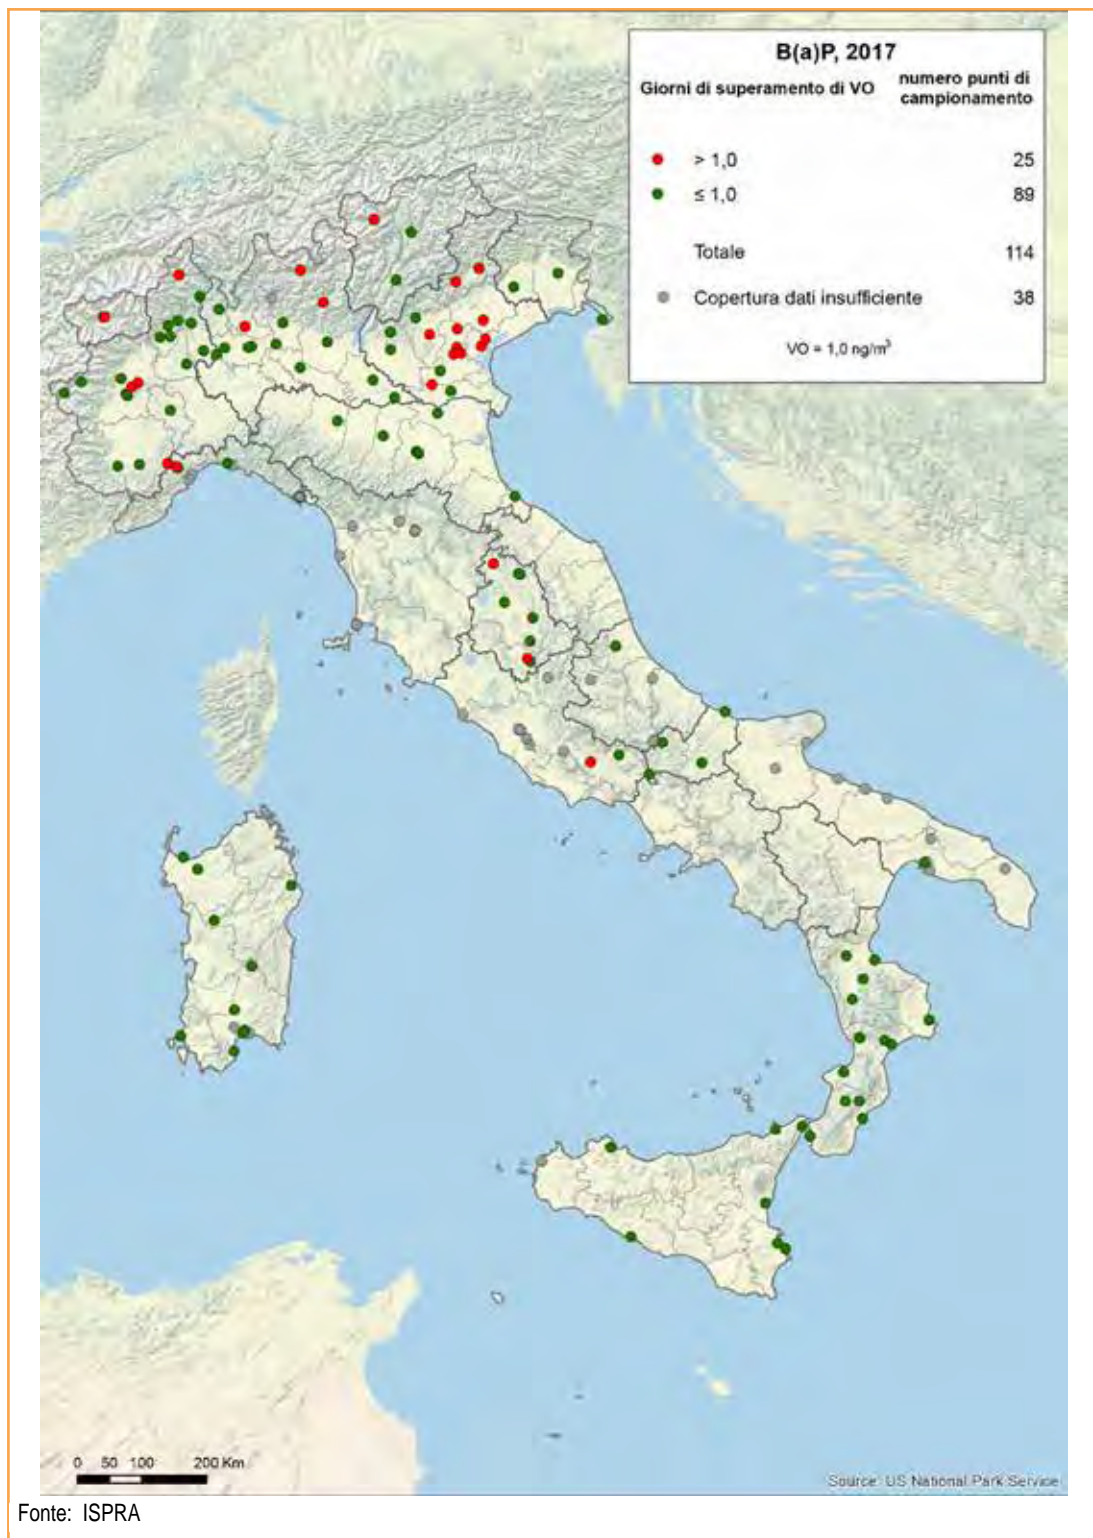 B(a)P, 2017
Giorni di superamento di VO numero punti di campionamento
> 1,0 25
≤ 1,0 89
Totale 114
Copertura dati insufficiente 38
VO = 1,0 ng/m³
0 50 100 200 Km
Source: US National Park Service
Fonte: ISPRA